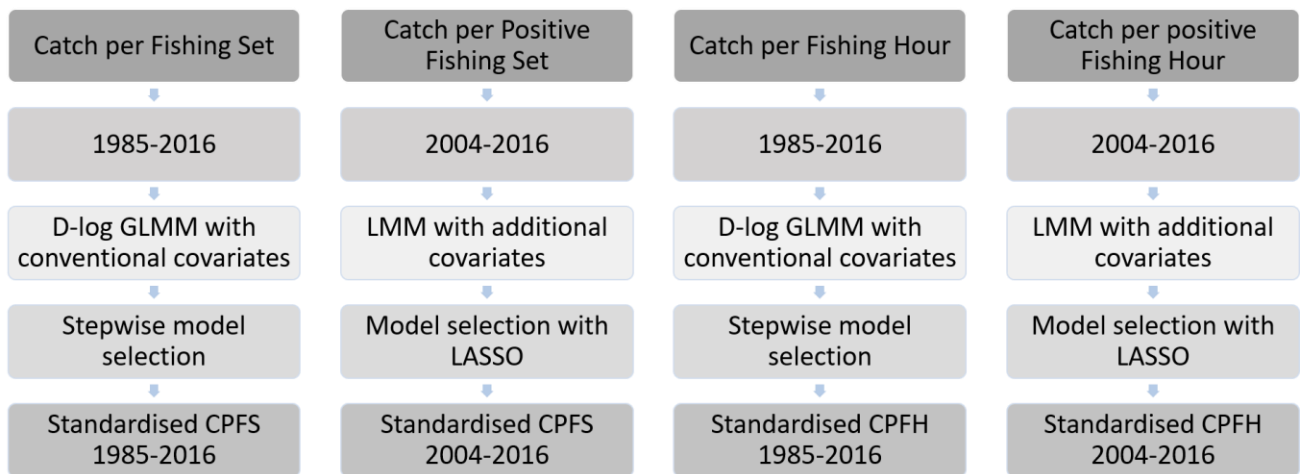 Catch per Fishing Set
1985-2016
D-log GLMM with
conventional covariates
Stepwise model
selection
Standardised CPFS
1985-2016
Catch per Positive
Fishing Set
2004-2016
LMM with additional
covariates
Model selection with
LASSO
Standardised CPFS
2004-2016
Catch per Fishing Hour
1985-2016
D-log GLMM with
conventional covariates
Stepwise model
selection
Standardised CPFH
1985-2016
Catch per positive
Fishing Hour
2004-2016
LMM with additional
covariates
Model selection with
LASSO
Standardised CPFH
2004-2016